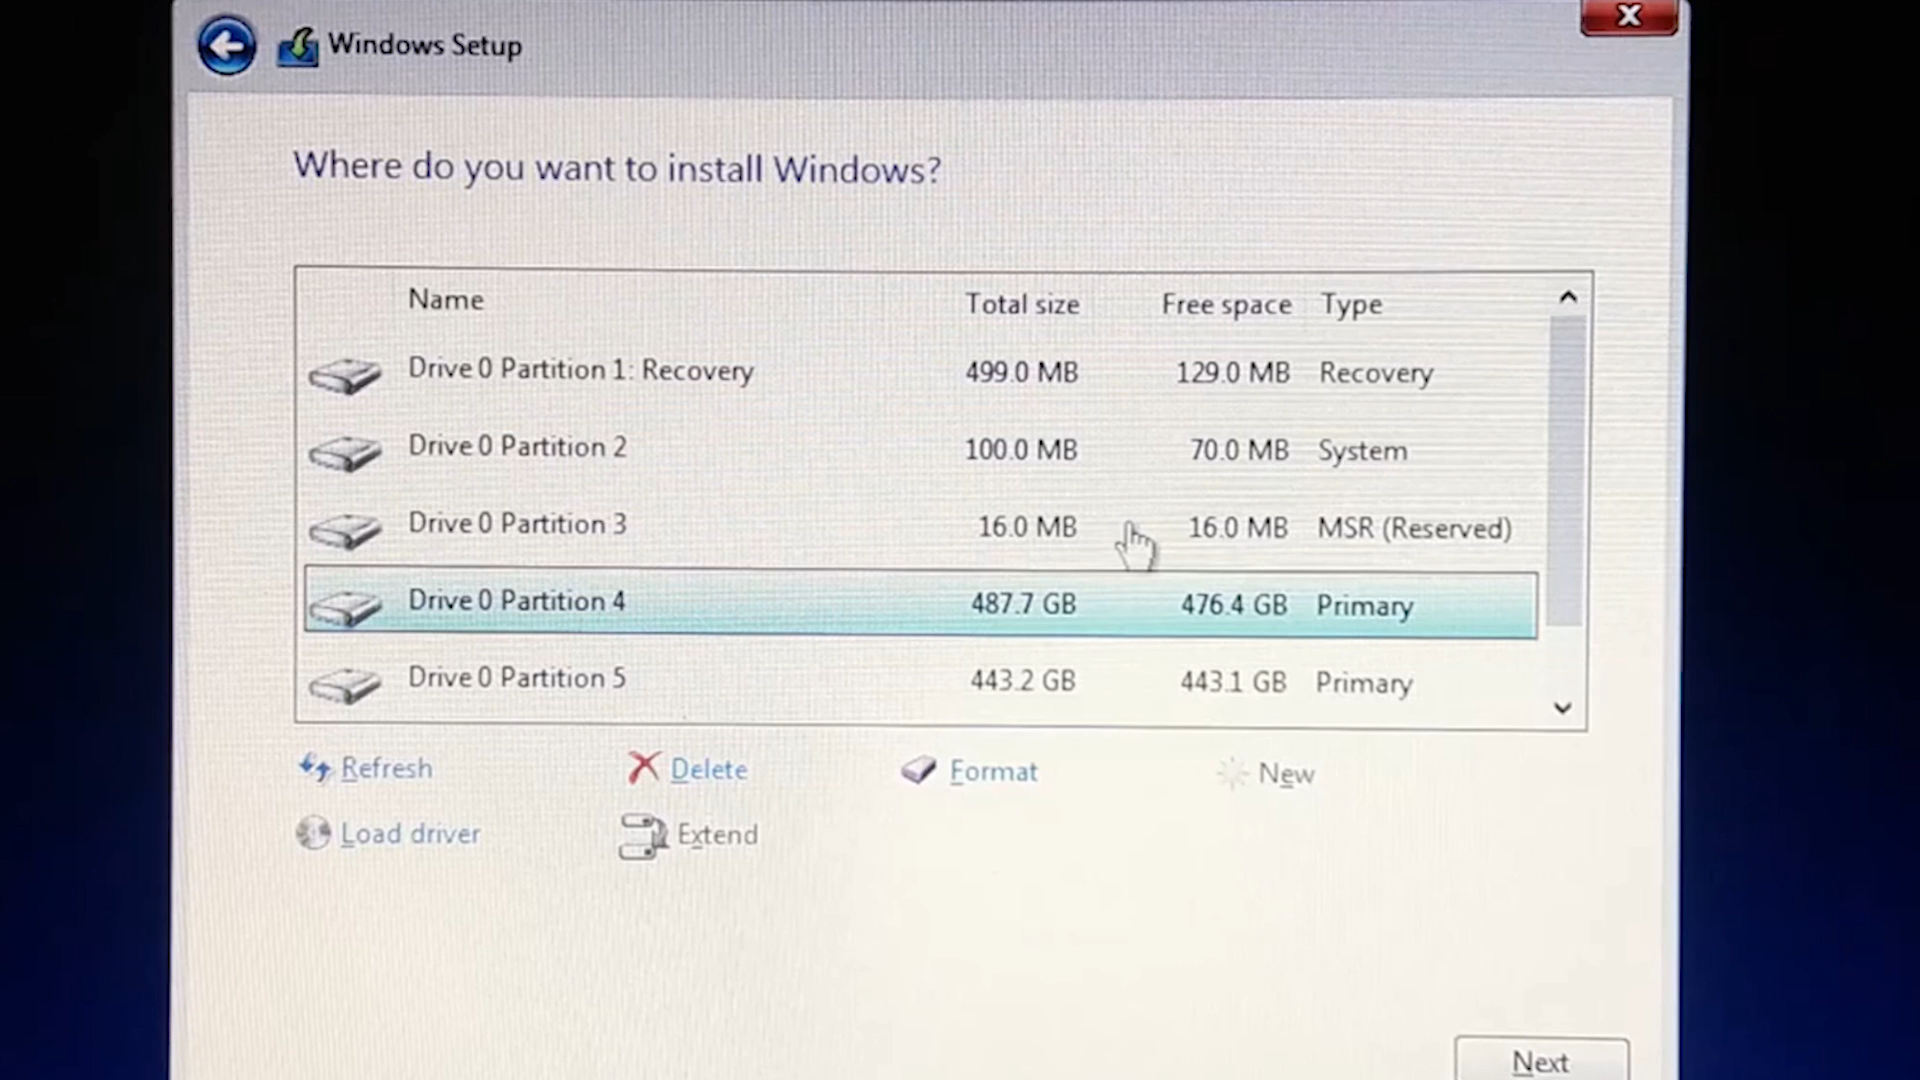 Windows Setup
Where do you want to install Windows?
Name Total size Free space Type
Drive 0 Partition 1: Recovery 499.0 MB 129.0 MB Recovery
Drive 0 Partition 2 100.0 MB 70.0 MB System
Drive 0 Partition 3 16.0 MB 16.0 MB MSR (Reserved)
Drive 0 Partition 4 487.7 GB 476.4 GB Primary
Drive 0 Partition 5 443.2 GB 443.1 GB Primary
Refresh Delete Format New
Load driver Extend
Next